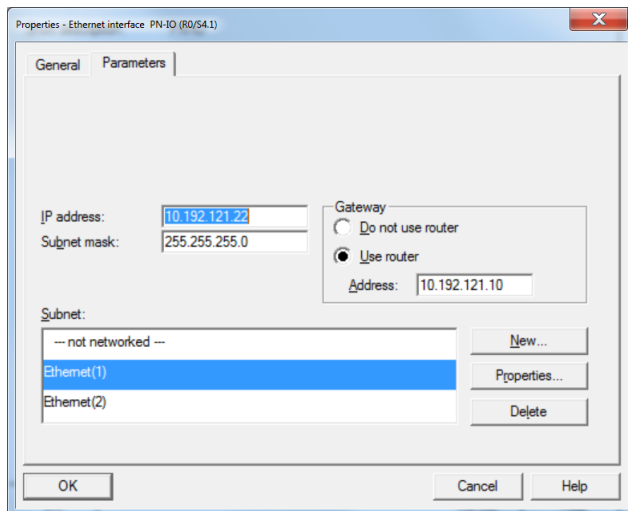 Properties - Ethernet interface PN-IO (R0/S4.1)
General Parameters
IP address: 10.192.121.22
Subnet mask: 255.255.255.0
Gateway
Do not use router
Use router
Address: 10.192.121.10
Subnet:
--- not networked ---
Ethernet(1)
Ethernet(2)
New...
Properties...
Delete
OK Cancel Help